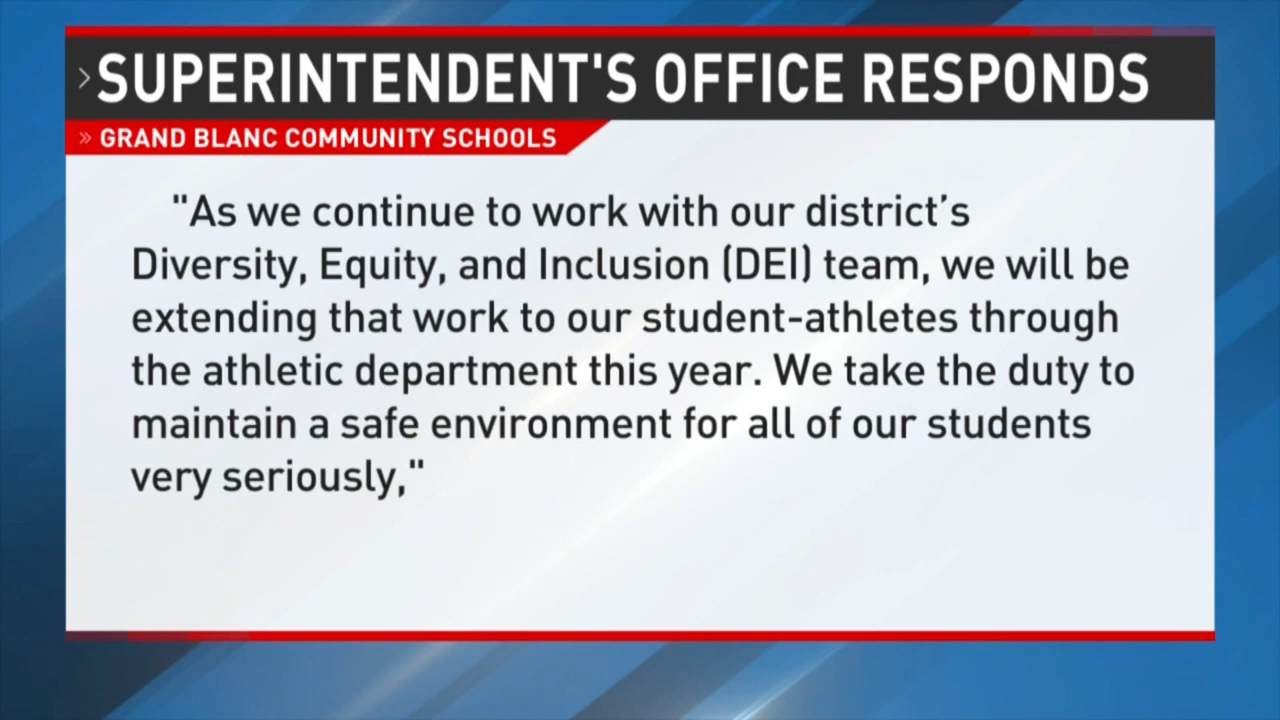 > SUPERINTENDENT'S OFFICE RESPONDS
» GRAND BLANC COMMUNITY SCHOOLS
"As we continue to work with our district’s
Diversity, Equity, and Inclusion (DEI) team, we will be
extending that work to our student-athletes through
the athletic department this year. We take the duty to
maintain a safe environment for all of our students
very seriously,"